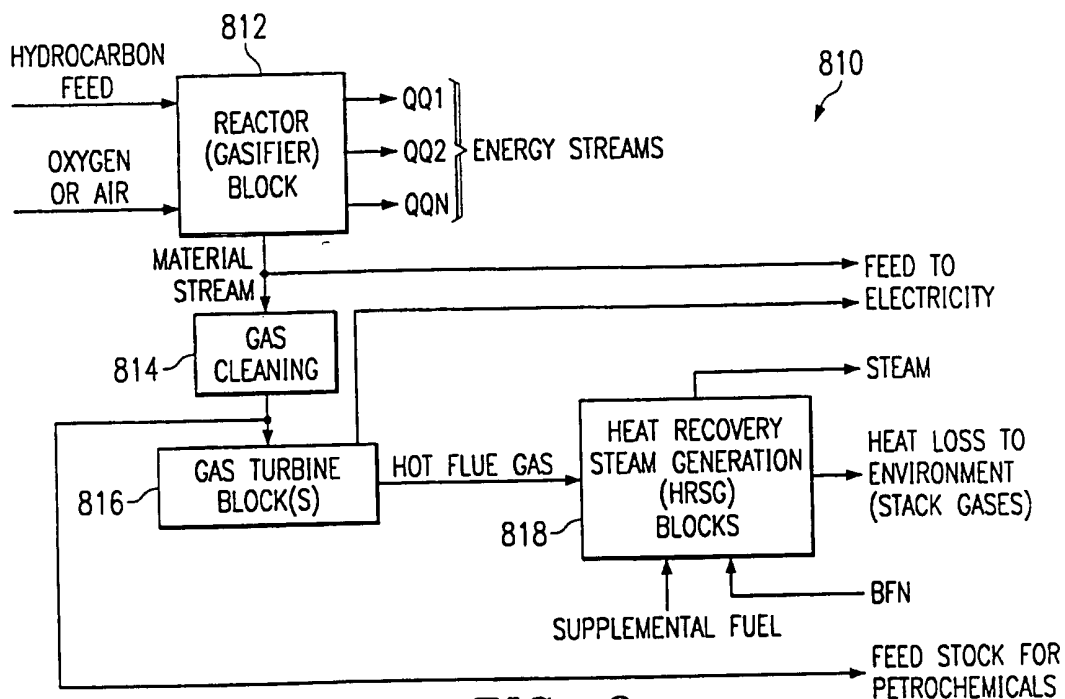 812
HYDROCARBON
FEED
810
REACTOR
(GASIFIER)
BLOCK
QQ1
QQ2
QQN
ENERGY STREAMS
OXYGEN
OR AIR
MATERIAL
STREAM
FEED TO
ELECTRICITY
GAS
CLEANING
814
STEAM
HEAT RECOVERY
STEAM GENERATION
(HRSG)
BLOCKS
HEAT LOSS TO
ENVIRONMENT
(STACK GASES)
GAS TURBINE
BLOCK(S)
HOT FLUE GAS
816
818
BFN
SUPPLEMENTAL FUEL
FEED STOCK FOR
PETROCHEMICALS